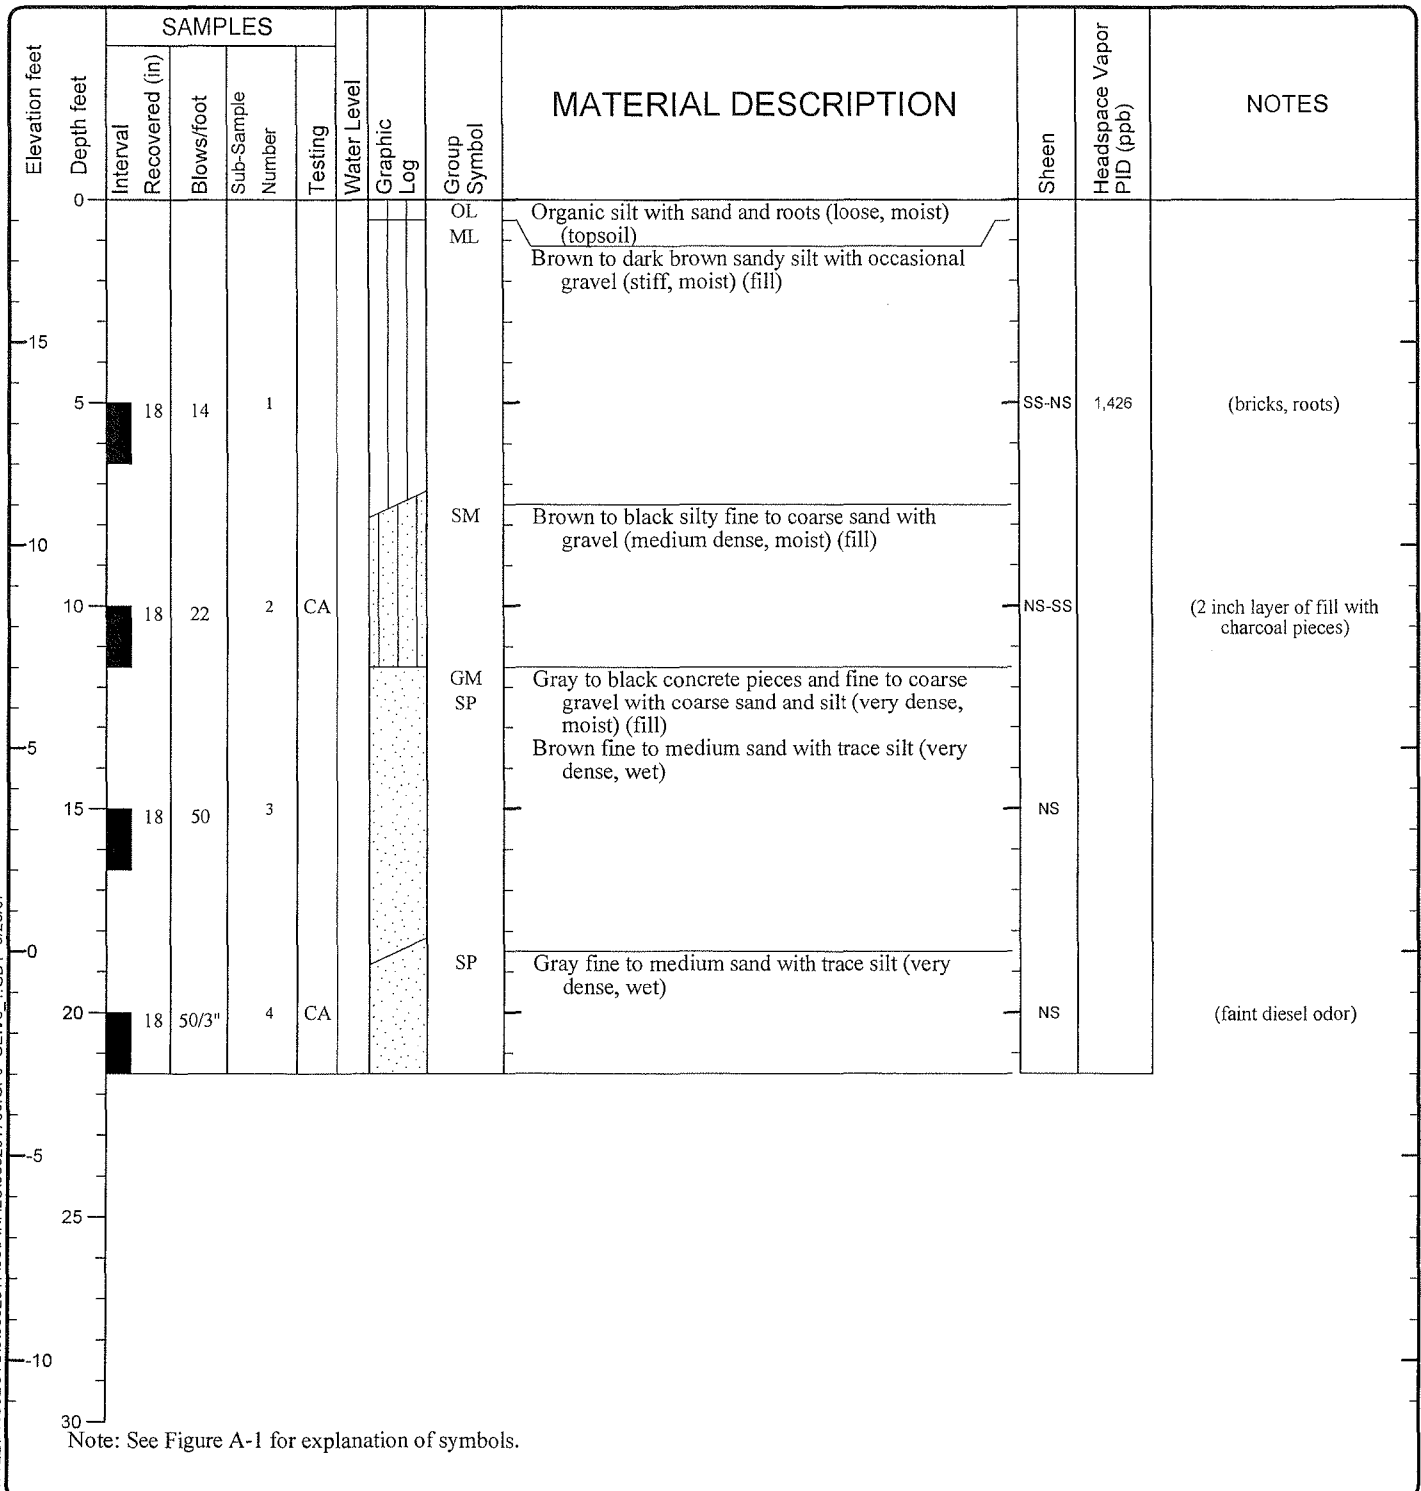 SAMPLES
Elevation feet
Depth feet
Interval
Recovered (in)
Blows/foot
Sub-Sample
Number
Testing
Water Level
Graphic
Log
Group
Symbol
MATERIAL DESCRIPTION
Sheen
Headspace Vapor
PID (ppb)
NOTES
0
OL
Organic silt with sand and roots (loose, moist)
(topsoil)
ML
Brown to dark brown sandy silt with occasional
gravel (stiff, moist) (fill)
15
5
18
14
1
SS-NS
1,426
(bricks, roots)
SM
Brown to black silty fine to coarse sand with
gravel (medium dense, moist) (fill)
10
10
18
22
2
CA
NS-SS
(2 inch layer of fill with
charcoal pieces)
GM
Gray to black concrete pieces and fine to coarse
gravel with coarse sand and silt (very dense,
moist) (fill)
SP
Brown fine to medium sand with trace silt (very
dense, wet)
5
15
18
50
3
NS
0
SP
Gray fine to medium sand with trace silt (very
dense, wet)
20
18
50/3"
4
CA
NS
(faint diesel odor)
-5
25
-10
30
Note: See Figure A-1 for explanation of symbols.